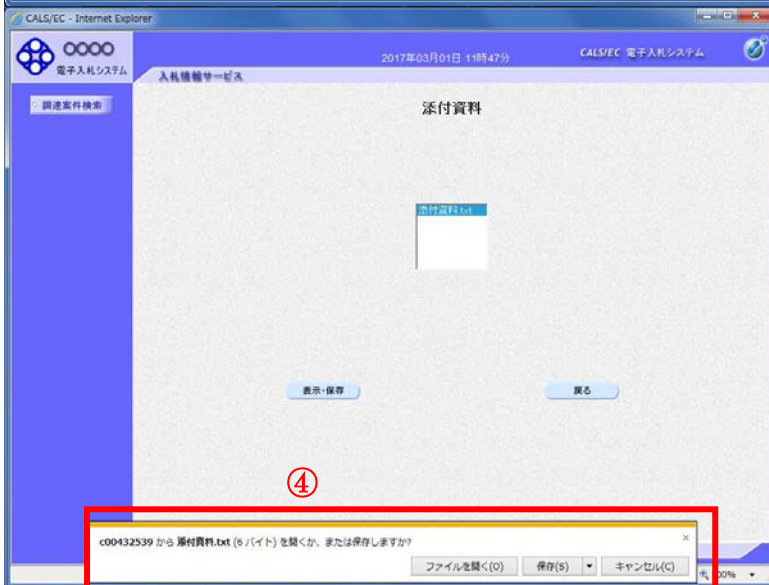 CALS/EC - Internet Explorer
○○○○
電子入札システム
2017年03月01日 11時47分
CALS/EC 電子入札システム
入札情報サービス
調達案件検索
添付資料
添付資料.txt
表示・保存
戻る
④
c00432539 から 添付資料.txt (6 バイト) を開くか、または保存しますか?
×
ファイルを開く(O)
保存(S)
キャンセル(C)